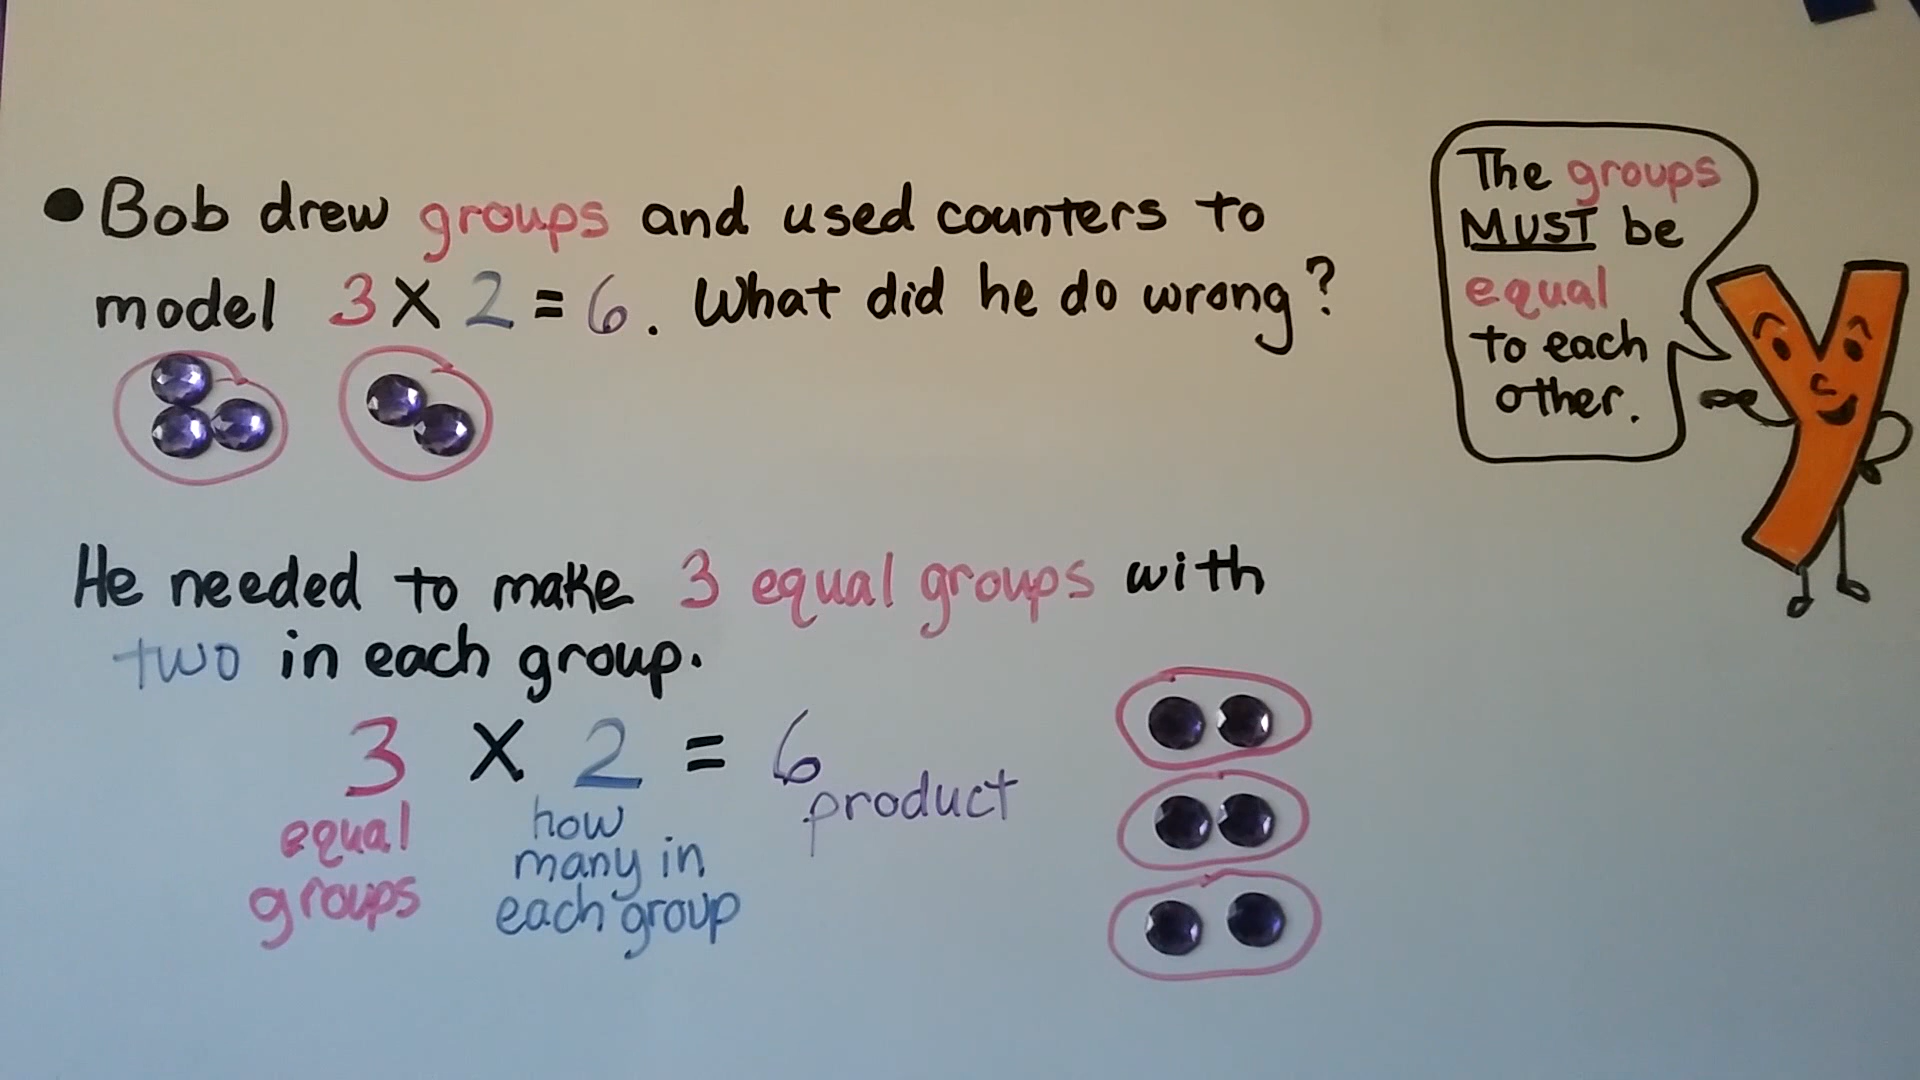 • Bob drew groups and used counters to
model 3 X 2 = 6. What did he do wrong?
The groups
MUST be
equal
to each
other.
He needed to make 3 equal groups with
two in each group.
3 X 2 = 6
product
equal
groups
how
many in
each group